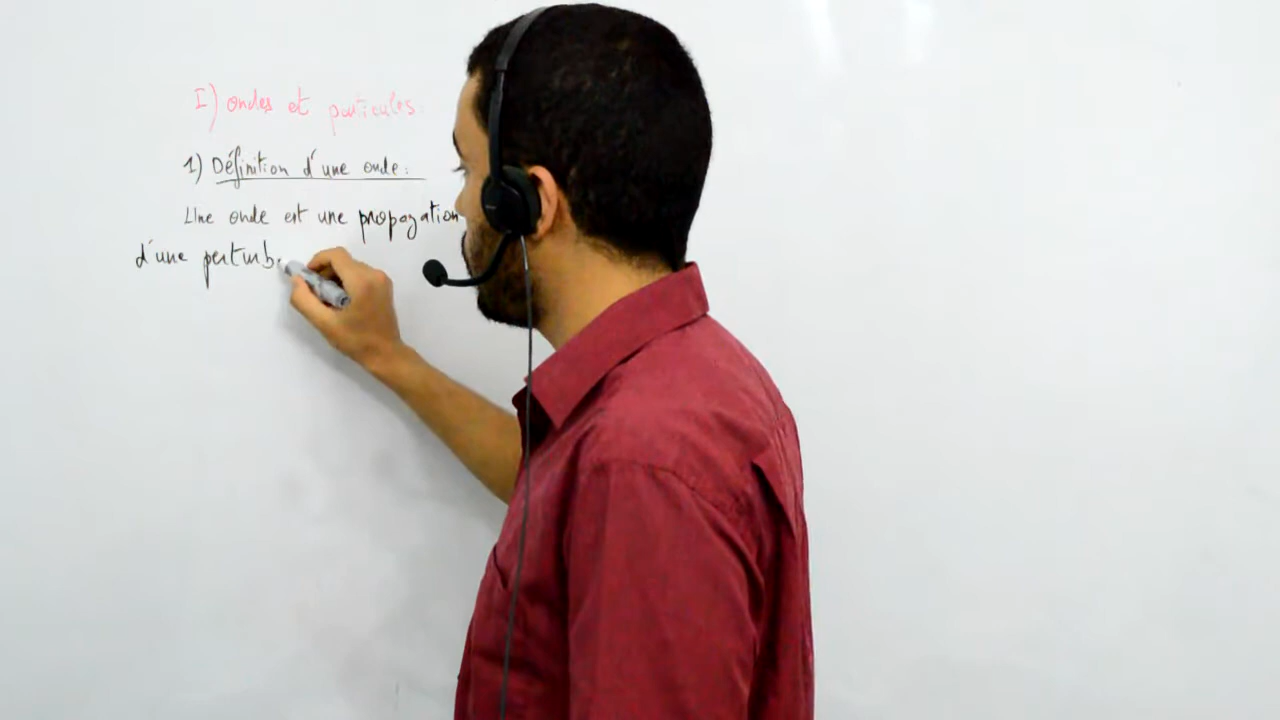 I) ondes et particules.
1) Définition d'une onde:
Une onde est une propagation
d'une perturb